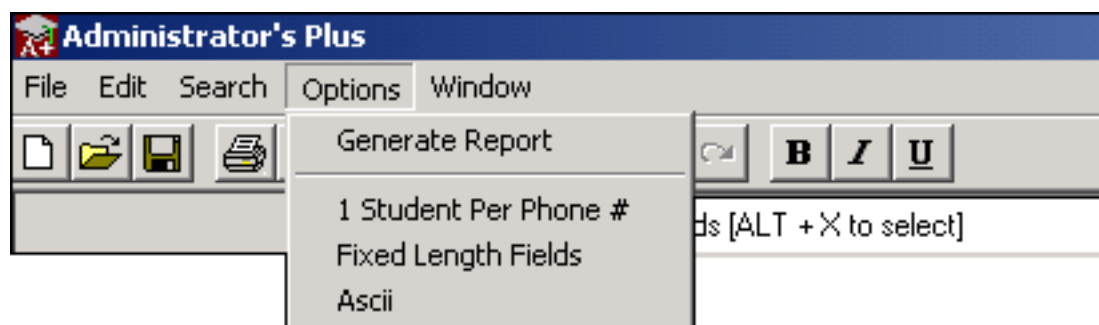 Administrator's Plus
File Edit Search Options Window
Generate Report
B I U
1 Student Per Phone #
[ALT + X to select]
Fixed Length Fields
Ascii